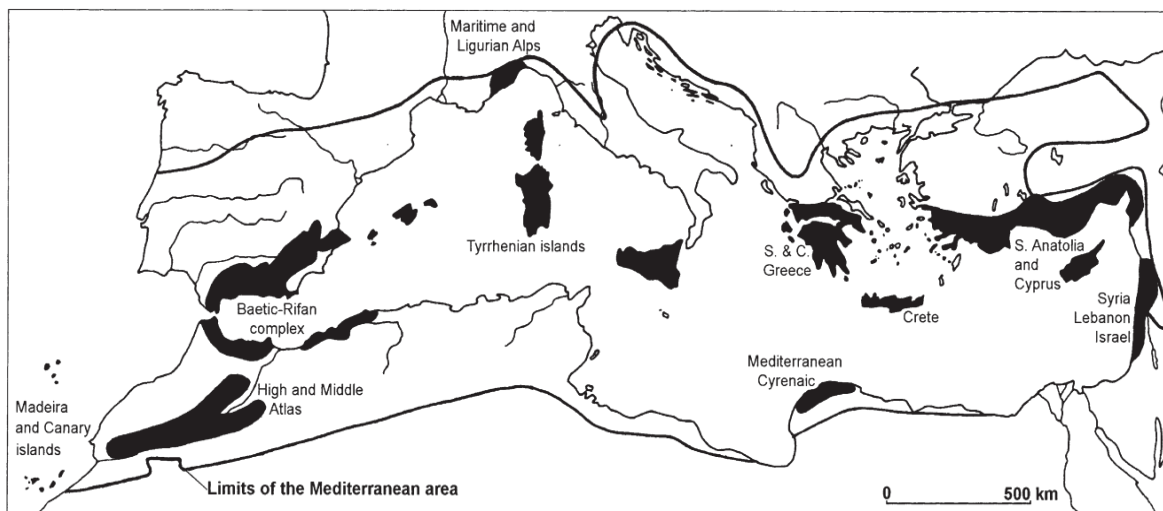 Maritime and
Ligurian Alps
Tyrrhenian islands
S. & C.
Greece
S. Anatolia
and
Cyprus
Baetic-Rifan
complex
Crete
Syria
Lebanon
Israel
Mediterranean
Cyrenaic
High and Middle
Atlas
Madeira
and Canary
islands
Limits of the Mediterranean area
0 500 km